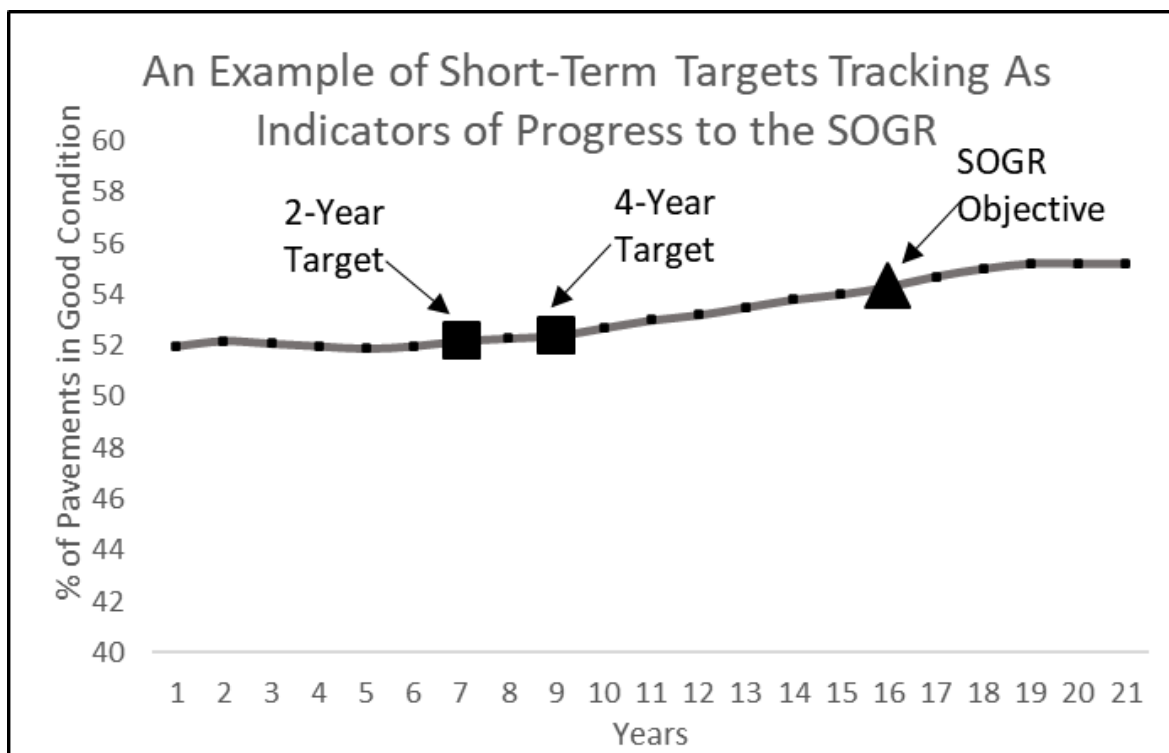 An Example of Short-Term Targets Tracking As
Indicators of Progress to the SOGR
% of Pavements in Good Condition
60
58
56
54
52
50
48
46
44
42
40
2-Year
Target
4-Year
Target
SOGR
Objective
1 2 3 4 5 6 7 8 9 10 11 12 13 14 15 16 17 18 19 20 21
Years